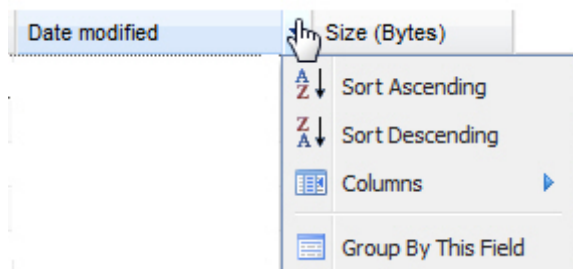 Date modified Size (Bytes)
Sort Ascending
Sort Descending
Columns
Group By This Field